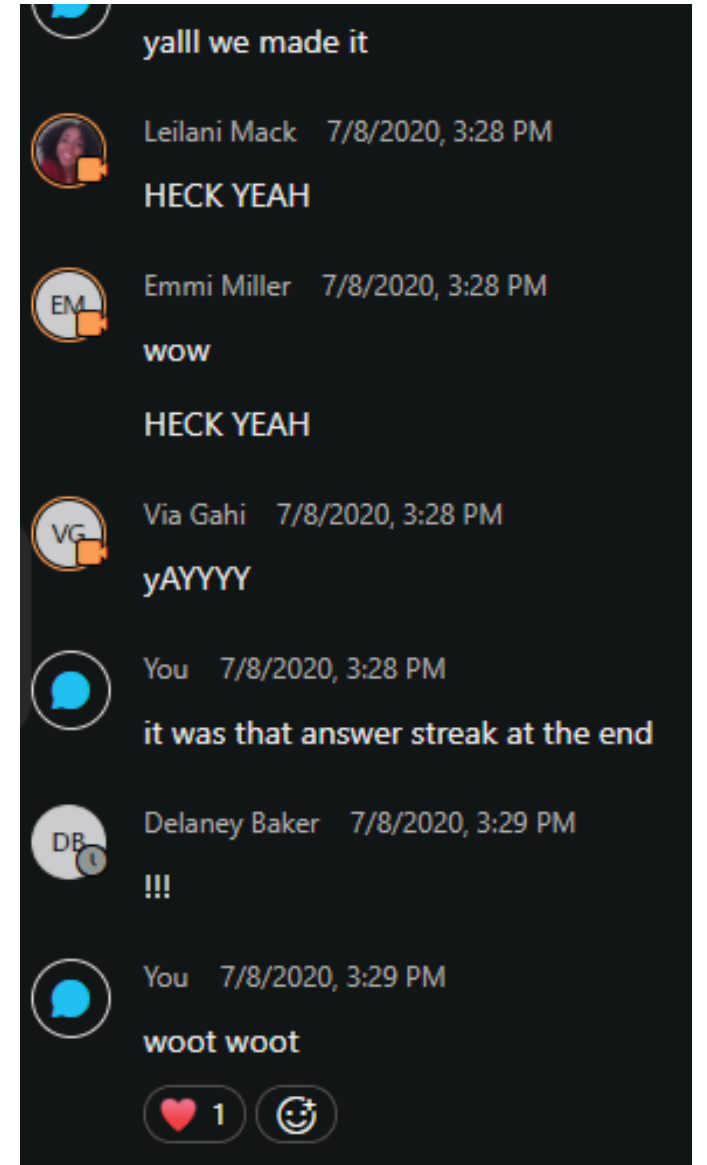 yalll we made it
Leilani Mack 7/8/2020, 3:28 PM
HECK YEAH
EM
Emmi Miller 7/8/2020, 3:28 PM
wow
HECK YEAH
VG
Via Gahi 7/8/2020, 3:28 PM
yAYYYY
You 7/8/2020, 3:28 PM
it was that answer streak at the end
DB
Delaney Baker 7/8/2020, 3:29 PM
!!!
You 7/8/2020, 3:29 PM
woot woot
1